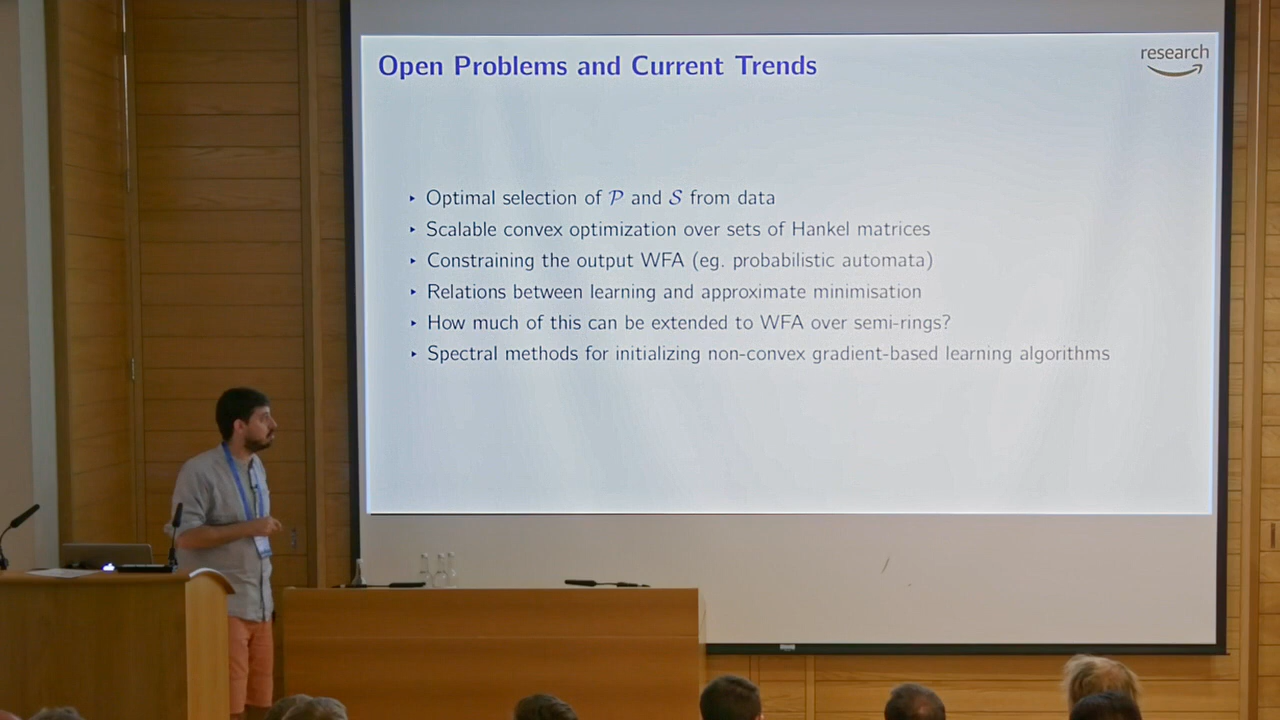 Open Problems and Current Trends
research
‣ Optimal selection of 𝒫 and 𝒮 from data
‣ Scalable convex optimization over sets of Hankel matrices
‣ Constraining the output WFA (eg. probabilistic automata)
‣ Relations between learning and approximate minimisation
‣ How much of this can be extended to WFA over semi-rings?
‣ Spectral methods for initializing non-convex gradient-based learning algorithms